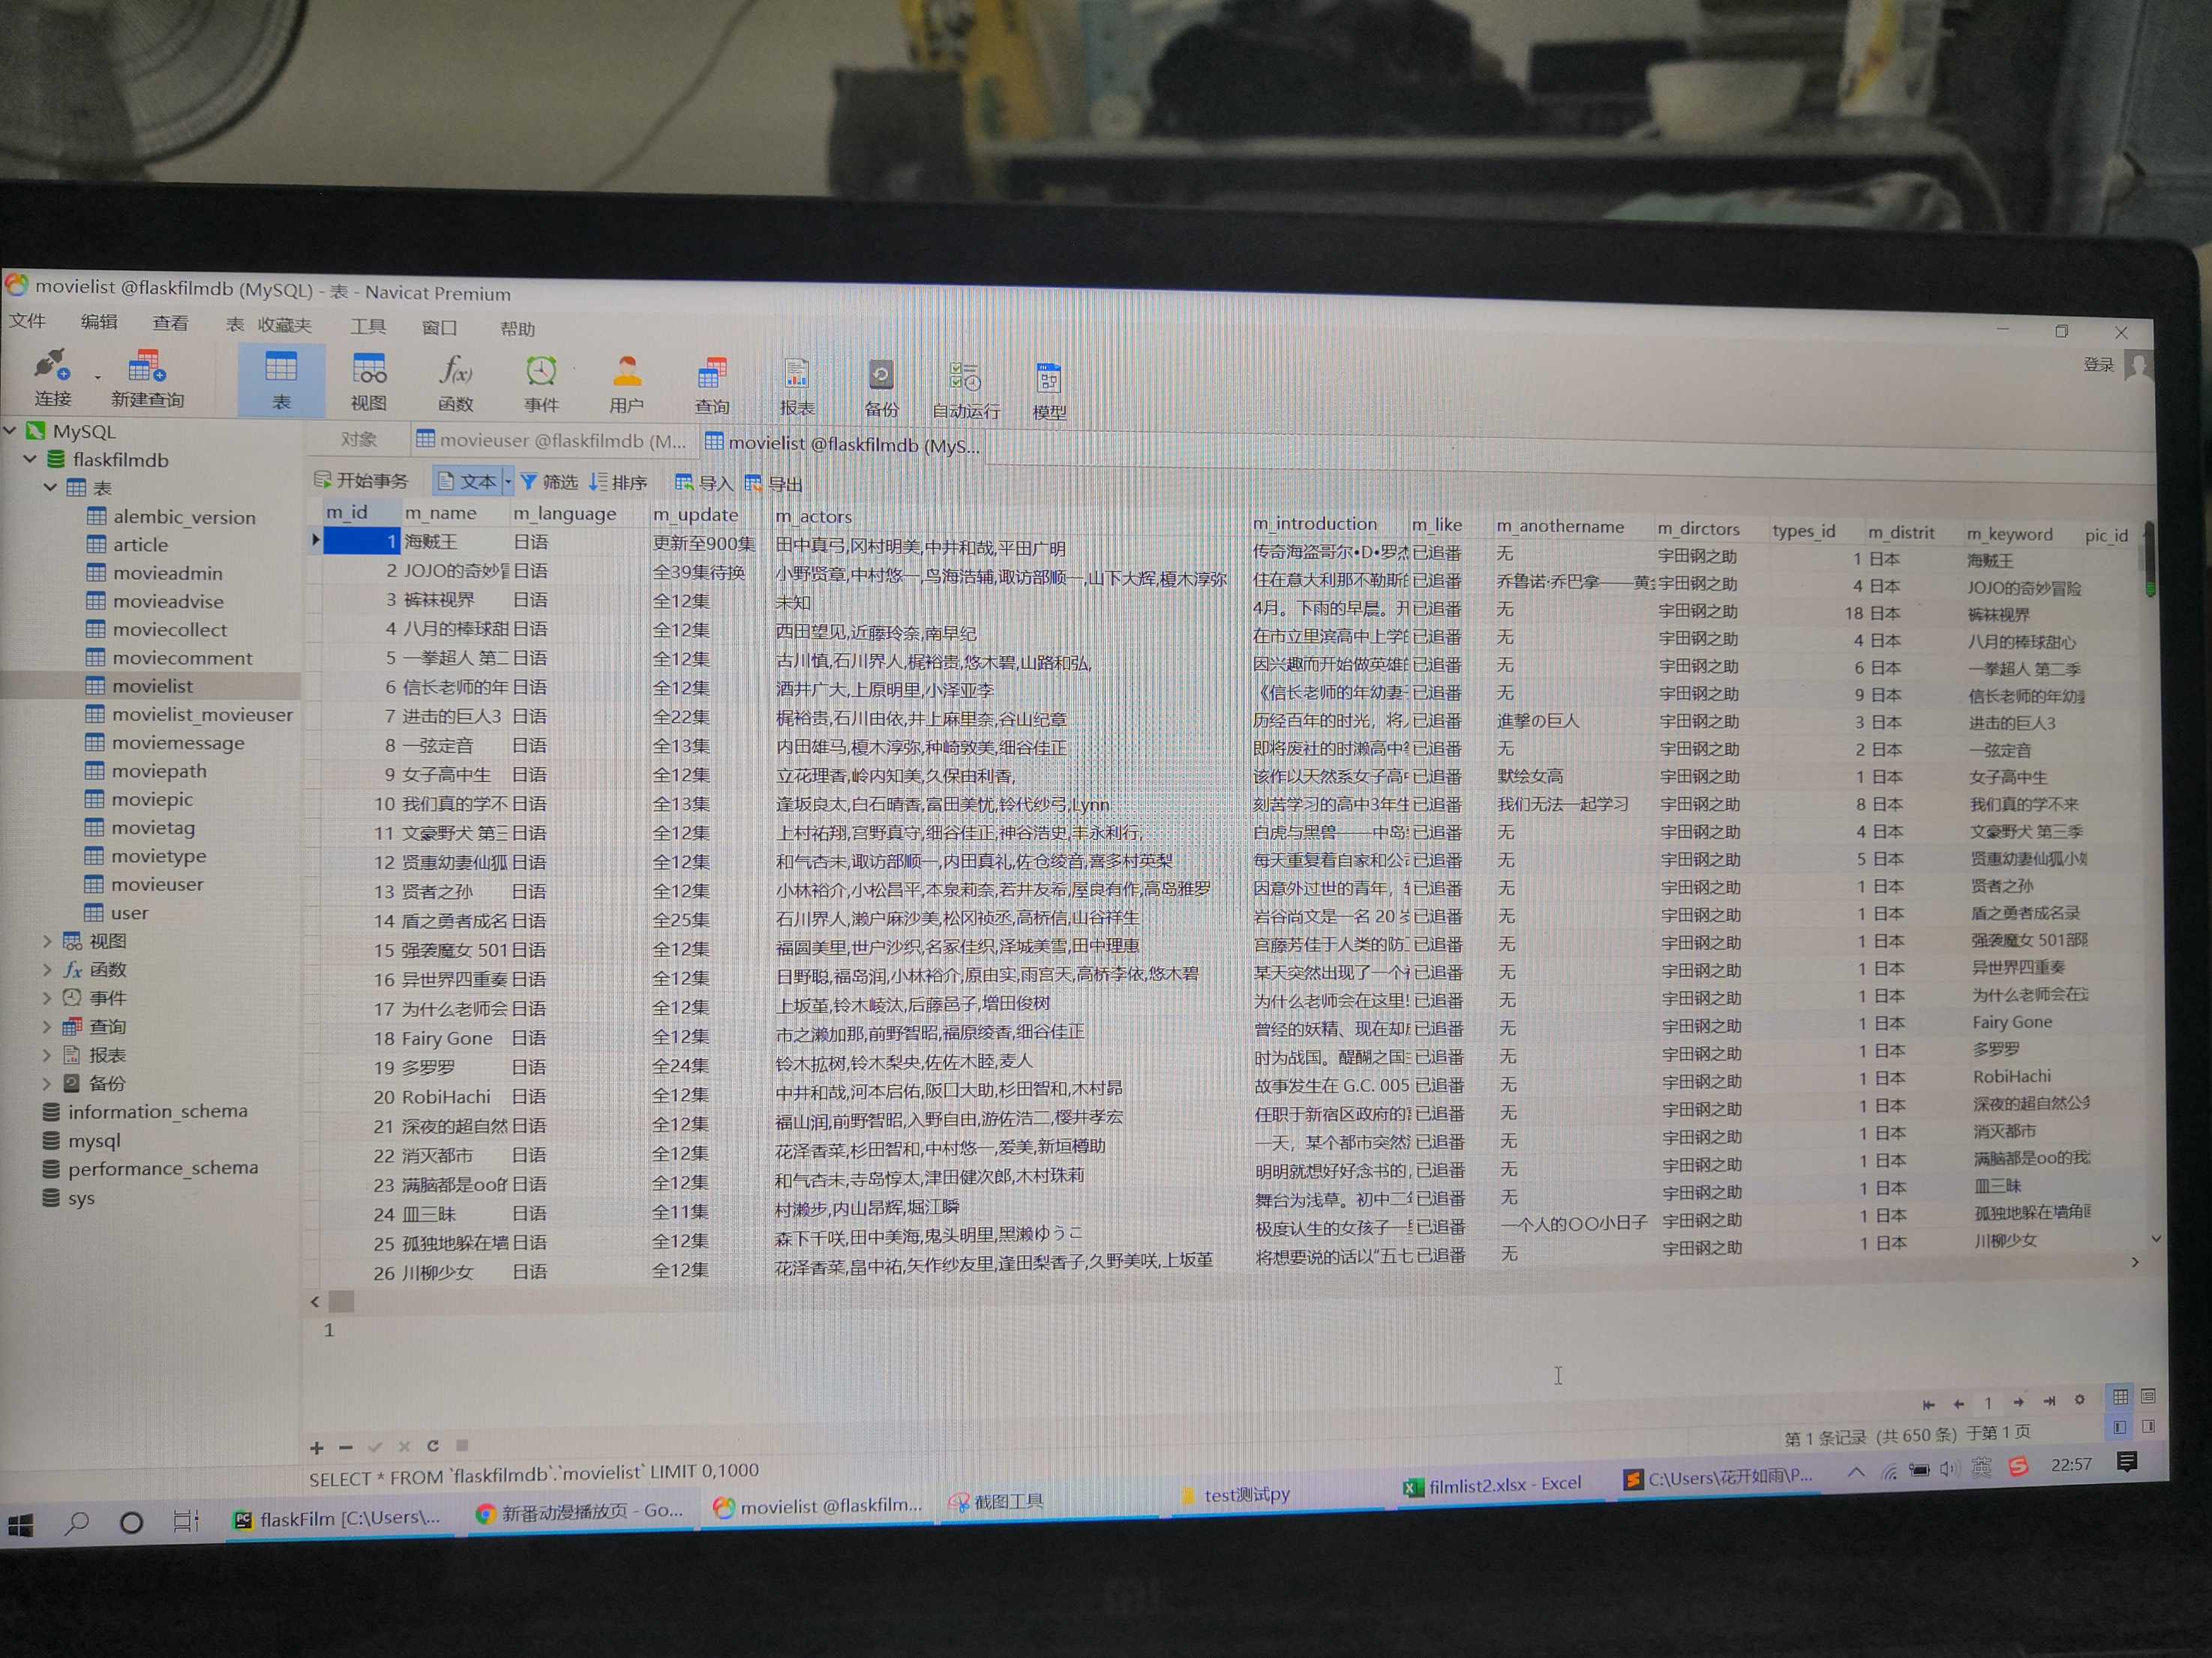 movielist @flaskfilmdb (MySQL) - 表 - Navicat Premium
文件 编辑 查看 表 收藏夹 工具 窗口 帮助
登录
连接 新建查询 表 视图 函数 事件 用户 查询 报表 备份 自动运行 模型
MySQL
flaskfilmdb
表
alembic_version
article
movieadmin
movieadvise
moviecollect
moviecomment
movielist
movielist_movieuser
moviemessage
moviepath
moviepic
movietag
movietype
movieuser
user
视图
函数
事件
查询
报表
备份
information_schema
mysql
performance_schema
sys
对象 movieuser @flaskfilmdb (M... movielist @flaskfilmdb (MyS...
开始事务 文本 筛选 排序 导入 导出
m_id m_name m_language m_update m_actors m_introduction m_like m_anothername m_dirctors types_id m_distrit m_keyword pic_id
1 海贼王 日语 更新至900集 田中真弓,冈村明美,中井和哉,平田广明 传奇海盗哥尔•D•罗杰 已追番 无 宇田钢之助 1 日本 海贼王
2 JOJO的奇妙冒 日语 全39集待换 小野贤章,中村悠一,鸟海浩辅,诹访部顺一,山下大辉,榎木淳弥 住在意大利那不勒斯的 已追番 乔鲁诺·乔巴拿——黄金 宇田钢之助 4 日本 JOJO的奇妙冒险
3 裤袜视界 日语 全12集 未知 4月。下雨的早晨。开 已追番 无 宇田钢之助 18 日本 裤袜视界
4 八月的棒球甜 日语 全12集 西田望见,近藤玲奈,南早纪 在市立里滨高中上学的 已追番 无 宇田钢之助 4 日本 八月的棒球甜心
5 一拳超人 第二 日语 全12集 古川慎,石川界人,梶裕贵,悠木碧,山路和弘, 因兴趣而开始做英雄的 已追番 无 宇田钢之助 6 日本 一拳超人 第二季
6 信长老师的年 日语 全12集 酒井广大,上原明里,小泽亚李 《信长老师的年幼妻 已追番 无 宇田钢之助 9 日本 信长老师的年幼妻
7 进击的巨人3 日语 全22集 梶裕贵,石川由依,井上麻里奈,谷山纪章 历经百年的时光，将人 已追番 進撃の巨人 宇田钢之助 3 日本 进击的巨人3
8 一弦定音 日语 全13集 内田雄马,榎木淳弥,种崎敦美,细谷佳正 即将废社的时濑高中筝 已追番 无 宇田钢之助 2 日本 一弦定音
9 女子高中生 日语 全12集 立花理香,岭内知美,久保由利香, 该作以天然系女子高中 已追番 默绘女高 宇田钢之助 1 日本 女子高中生
10 我们真的学不 日语 全13集 逢坂良太,白石晴香,富田美忧,铃代纱弓,Lynn 刻苦学习的高中3年生 已追番 我们无法一起学习 宇田钢之助 8 日本 我们真的学不来
11 文豪野犬 第三 日语 全12集 上村祐翔,宫野真守,细谷佳正,神谷浩史,丰永利行, 白虎与黑兽——中岛 已追番 无 宇田钢之助 4 日本 文豪野犬 第三季
12 贤惠幼妻仙狐 日语 全12集 和气杏未,诹访部顺一,内田真礼,佐仓绫音,喜多村英梨 每天重复着自家和公司 已追番 无 宇田钢之助 5 日本 贤惠幼妻仙狐小姐
13 贤者之孙 日语 全12集 小林裕介,小松昌平,本泉莉奈,若井友希,屋良有作,高岛雅罗 因意外过世的青年， 已追番 无 宇田钢之助 1 日本 贤者之孙
14 盾之勇者成名 日语 全25集 石川界人,濑户麻沙美,松冈祯丞,高桥信,山谷祥生 岩谷尚文是一名 20 岁 已追番 无 宇田钢之助 1 日本 盾之勇者成名录
15 强袭魔女 501 日语 全12集 福圆美里,世户沙织,名冢佳织,泽城美雪,田中理惠 宫藤芳佳于人类的防 已追番 无 宇田钢之助 1 日本 强袭魔女 501部队
16 异世界四重奏 日语 全12集 日野聪,福岛润,小林裕介,原由实,雨宫天,高桥李依,悠木碧 某天突然出现了一个 已追番 无 宇田钢之助 1 日本 异世界四重奏
17 为什么老师会 日语 全12集 上坂堇,铃木崚汰,后藤邑子,增田俊树 为什么老师会在这里! 已追番 无 宇田钢之助 1 日本 为什么老师会在这
18 Fairy Gone 日语 全12集 市之濑加那,前野智昭,福原绫香,细谷佳正 曾经的妖精、现在却 已追番 无 宇田钢之助 1 日本 Fairy Gone
19 多罗罗 日语 全24集 铃木拡树,铃木梨央,佐佐木睦,麦人 时为战国。醍醐之国 已追番 无 宇田钢之助 1 日本 多罗罗
20 RobiHachi 日语 全12集 中井和哉,河本启佑,阪口大助,杉田智和,木村昴 故事发生在 G.C. 005 已追番 无 宇田钢之助 1 日本 RobiHachi
21 深夜的超自然 日语 全12集 福山润,前野智昭,入野自由,游佐浩二,樱井孝宏 任职于新宿区政府的 已追番 无 宇田钢之助 1 日本 深夜的超自然公务
22 消灭都市 日语 全12集 花泽香菜,杉田智和,中村悠一,爱美,新垣樽助 一天，某个都市突然 已追番 无 宇田钢之助 1 日本 消灭都市
23 满脑都是oo的 日语 全12集 和气杏未,寺岛惇太,津田健次郎,木村珠莉 明明就想好好念书的, 已追番 无 宇田钢之助 1 日本 满脑都是oo的我
24 皿三昧 日语 全11集 村濑步,内山昂辉,堀江瞬 舞台为浅草。初中二年 已追番 无 宇田钢之助 1 日本 皿三昧
25 孤独地躲在墙 日语 全12集 森下千咲,田中美海,鬼头明里,黑濑ゆうこ 极度认生的女孩子一里 已追番 一个人的〇〇小日子 宇田钢之助 1 日本 孤独地躲在墙角
26 川柳少女 日语 全12集 花泽香菜,畠中祐,矢作纱友里,逢田梨香子,久野美咲,上坂堇 将想要说的话以“五七 已追番 无 宇田钢之助 1 日本 川柳少女
1
1
第 1 条记录 (共 650 条) 于第 1 页
SELECT * FROM `flaskfilmdb`.`movielist` LIMIT 0,1000
flaskFilm [C:\Users\... 新番动漫播放页 - Go... movielist @flaskfilm... 截图工具 test测试py filmlist2.xlsx - Excel C:\Users\花开如雨\P... 英 22:57
mi